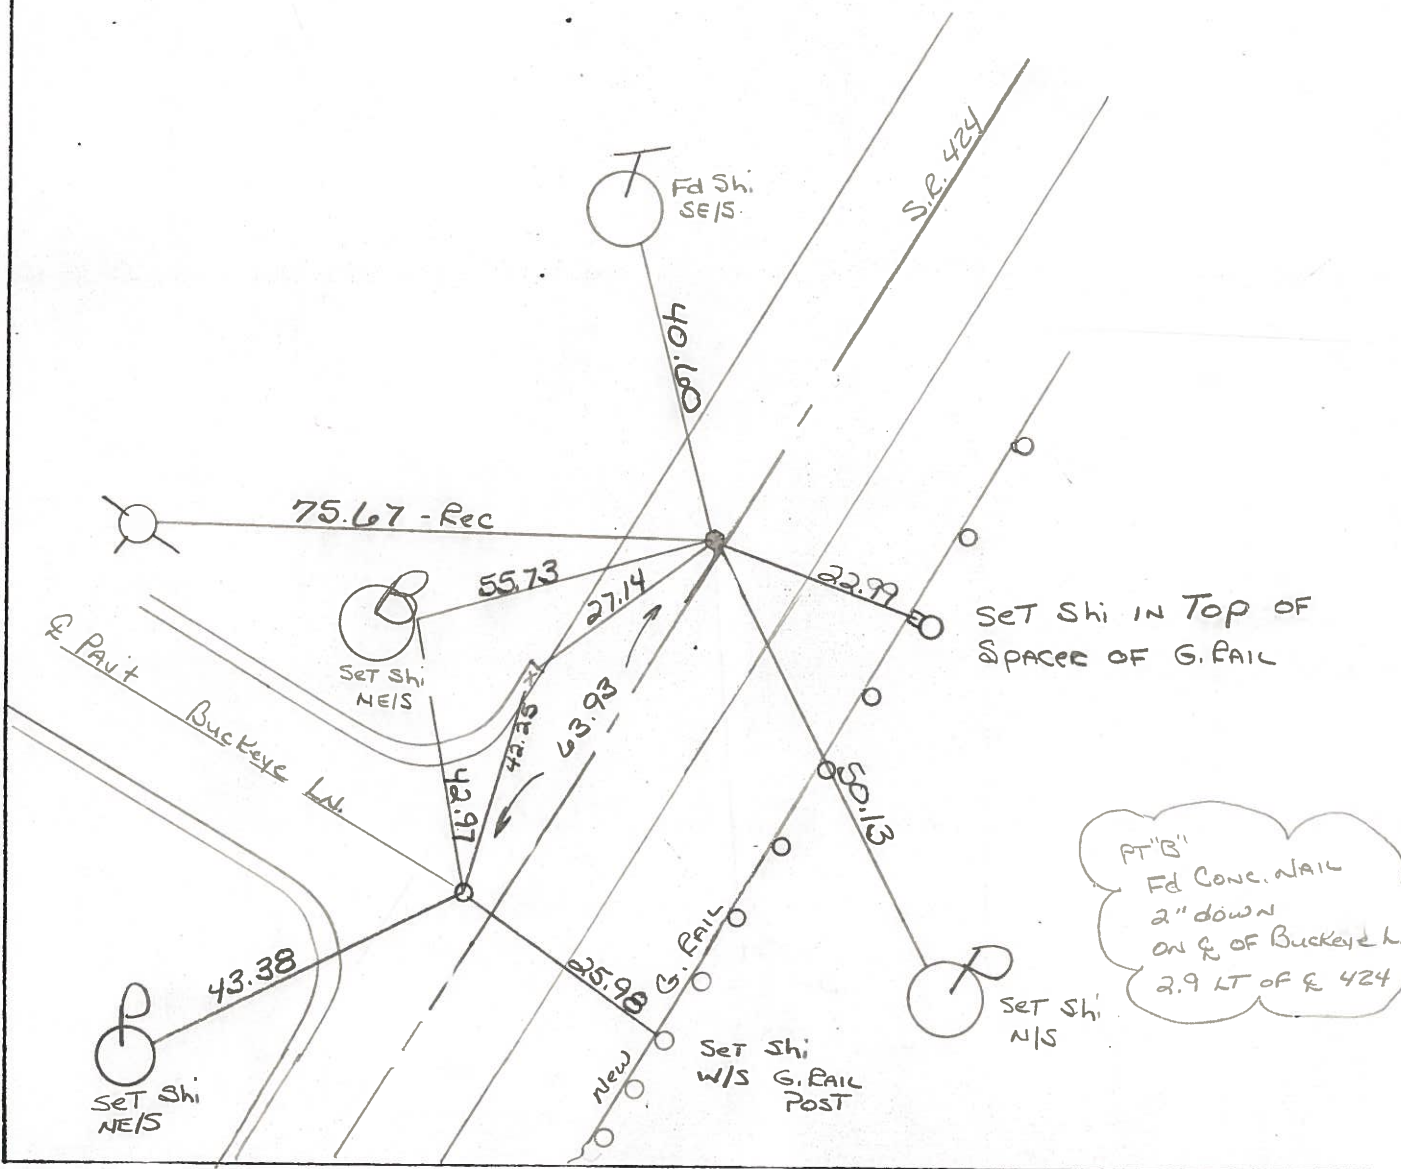 S.R. 424
Fd Shi
SE/S
40.60
75.67 - Rec
55.73
27.14
22.99
Set Shi in Top of
Spacer of G. Rail
Set Shi
NE/S
℄ Pav't
Buckeye Ln.
42.25
63.93
42.97
50.13
Pt "B"
Fd Conc. Nail
2" down
on ℄ of Buckeye L
2.9 LT of ℄ 424
43.38
25.98
G. Rail
New
Set Shi
N/S
Set Shi
W/S G. Rail
Post
Set Shi
NE/S